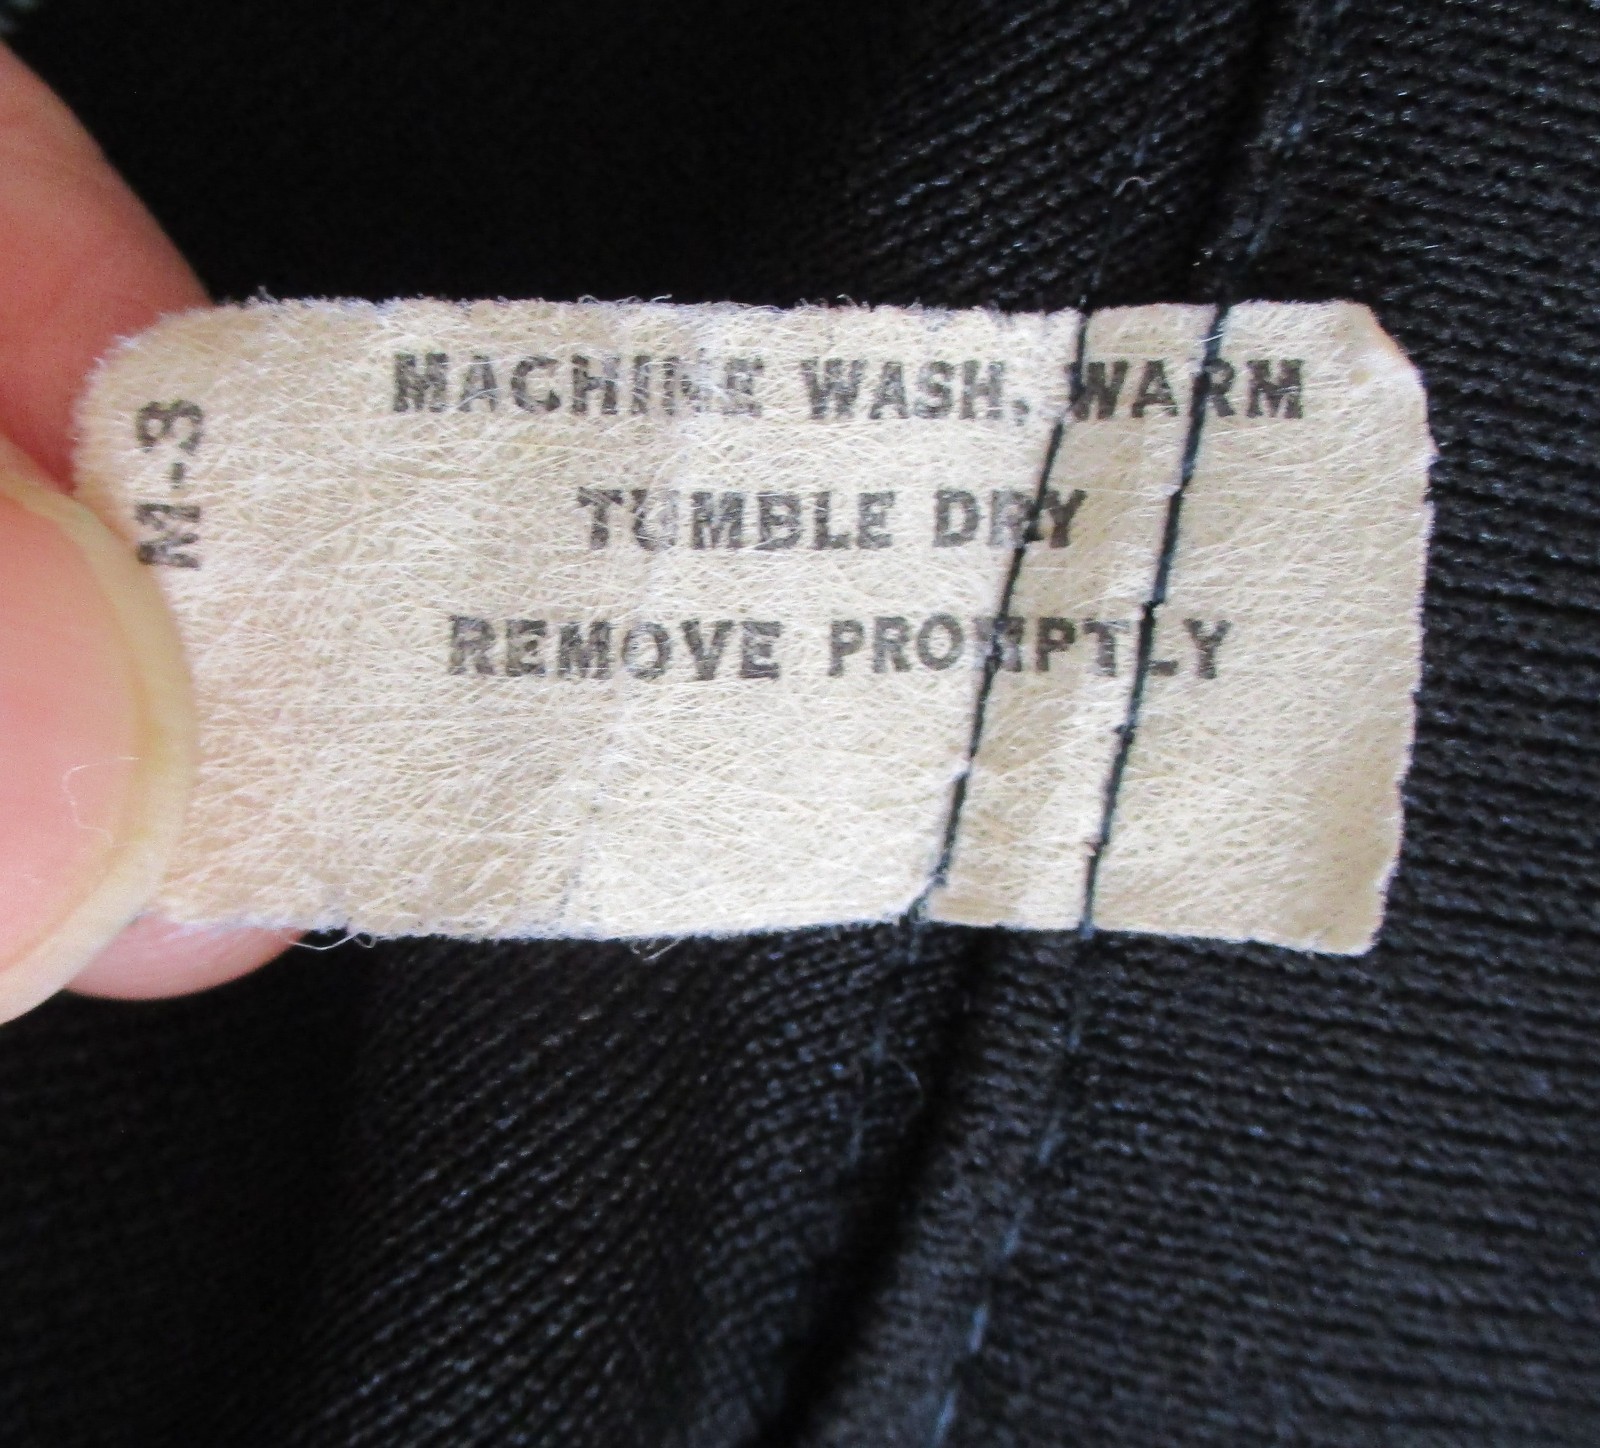 MACHINE WASH, WARM
TUMBLE DRY
REMOVE PROMPTLY
M-3